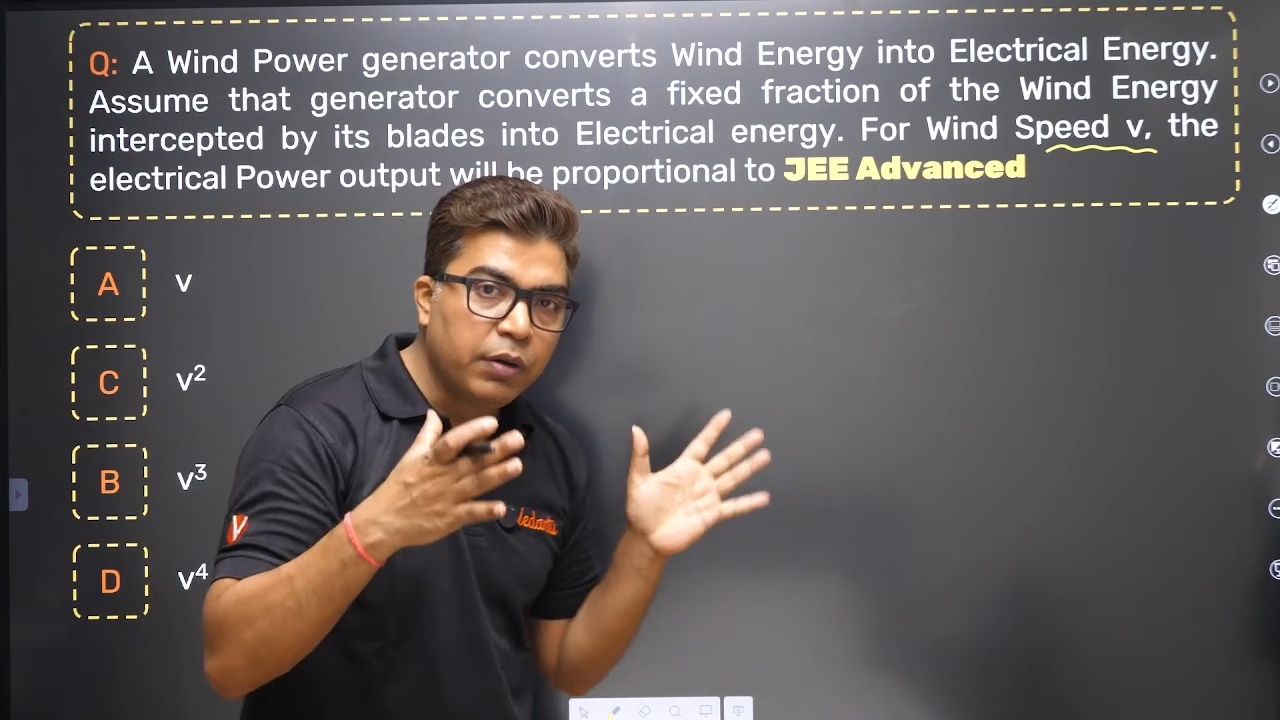 Q: A Wind Power generator converts Wind Energy into Electrical Energy.
Assume that generator converts a fixed fraction of the Wind Energy
intercepted by its blades into Electrical energy. For Wind Speed v, the
electrical Power output will be proportional to JEE Advanced
A v
C v²
B v³
D v⁴